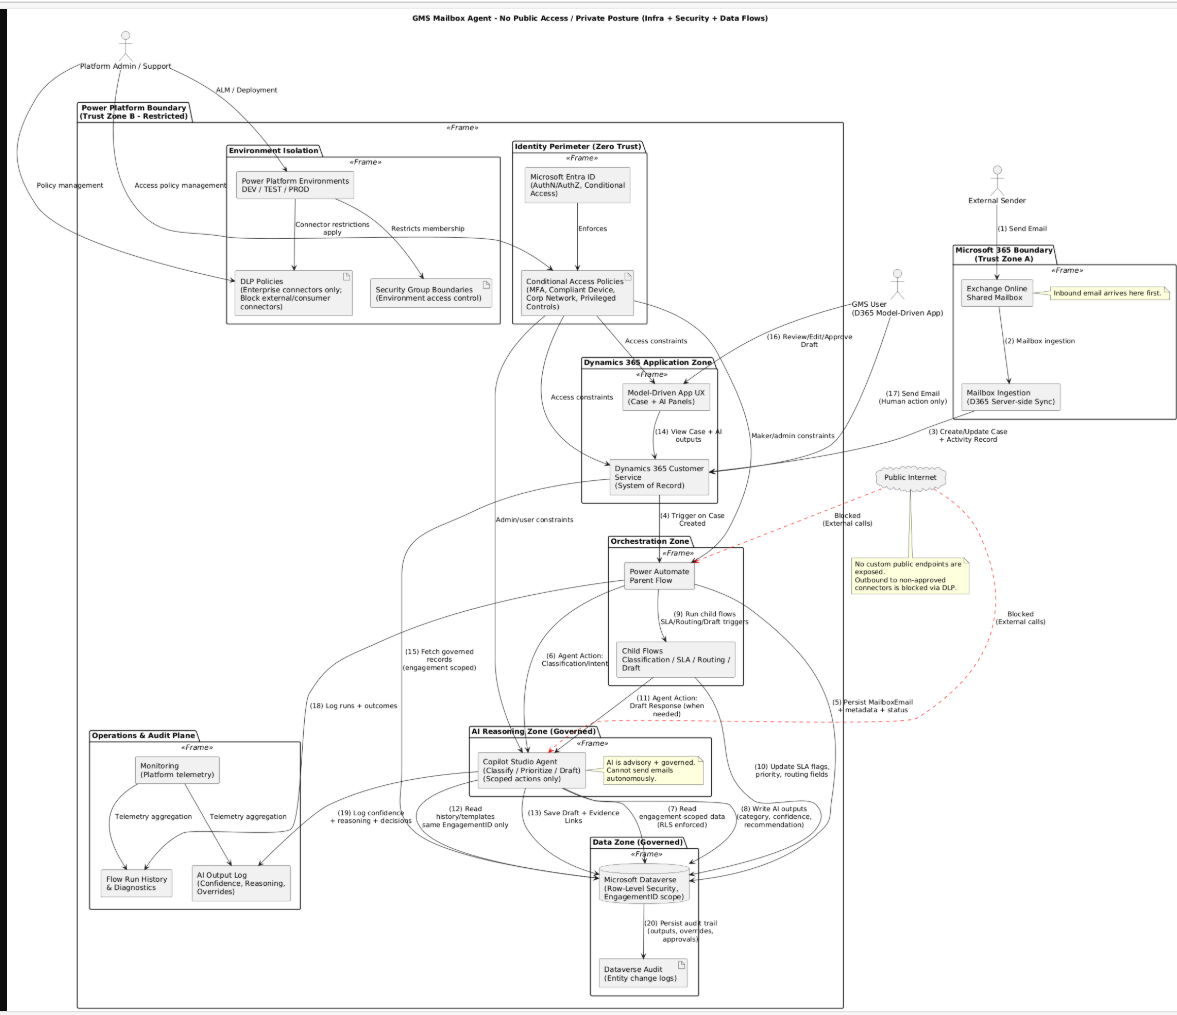 GMS Mailbox Agent - No Public Access / Private Posture (Infra + Security + Data Flows)
Platform Admin / Support
ALM / Deployment
Power Platform Boundary
(Trust Zone B - Restricted)
«Frame»
Policy management
Access policy management
Environment Isolation
«Frame»
Power Platform Environments
DEV / TEST / PROD
Connector restrictions
apply
Restricts membership
DLP Policies
(Enterprise connectors only;
Block external/consumer
connectors)
Security Group Boundaries
(Environment access control)
Identity Perimeter (Zero Trust)
«Frame»
Microsoft Entra ID
(AuthN/AuthZ, Conditional
Access)
Enforces
Conditional Access Policies
(MFA, Compliant Device,
Corp Network, Privileged
Controls)
External Sender
(1) Send Email
Microsoft 365 Boundary
(Trust Zone A)
«Frame»
Exchange Online
Shared Mailbox
Inbound email arrives here first.
(2) Mailbox ingestion
Mailbox Ingestion
(D365 Server-side Sync)
GMS User
(D365 Model-Driven App)
(16) Review/Edit/Approve
Draft
(17) Send Email
(Human action only)
(3) Create/Update Case
+ Activity Record
Access constraints
Dynamics 365 Application Zone
«Frame»
Model-Driven App UX
(Case + AI Panels)
Access constraints
(14) View Case + AI
outputs
Maker/admin constraints
Dynamics 365 Customer
Service
(System of Record)
Public Internet
Admin/user constraints
(4) Trigger on Case
Created
Blocked
(External calls)
Orchestration Zone
«Frame»
Power Automate
Parent Flow
No custom public endpoints are
exposed.
Outbound to non-approved
connectors is blocked via DLP.
Blocked
(External calls)
(9) Run child flows
SLA/Routing/Draft triggers
(15) Fetch governed
records
(engagement scoped)
(6) Agent Action:
Classification/Intent
Child Flows
Classification / SLA / Routing /
Draft
(18) Log runs + outcomes
(11) Agent Action:
Draft Response (when
needed)
(5) Persist MailboxEmail
+ metadata + status
Operations & Audit Plane
«Frame»
Monitoring
(Platform telemetry)
AI Reasoning Zone (Governed)
«Frame»
Copilot Studio Agent
(Classify / Prioritize / Draft)
(Scoped actions only)
AI is advisory + governed.
Cannot send emails
autonomously.
(10) Update SLA flags,
priority, routing fields
Telemetry aggregation
Telemetry aggregation
(19) Log confidence
+ reasoning + decisions
(12) Read
history/templates
same EngagementID only
(13) Save Draft + Evidence
Links
(7) Read
engagement-scoped data
(RLS enforced)
(8) Write AI outputs
(category, confidence,
recommendation)
Flow Run History
& Diagnostics
AI Output Log
(Confidence, Reasoning,
Overrides)
Data Zone (Governed)
«Frame»
Microsoft Dataverse
(Row-Level Security,
EngagementID scope)
(20) Persist audit trail
(outputs, overrides,
approvals)
Dataverse Audit
(Entity change logs)